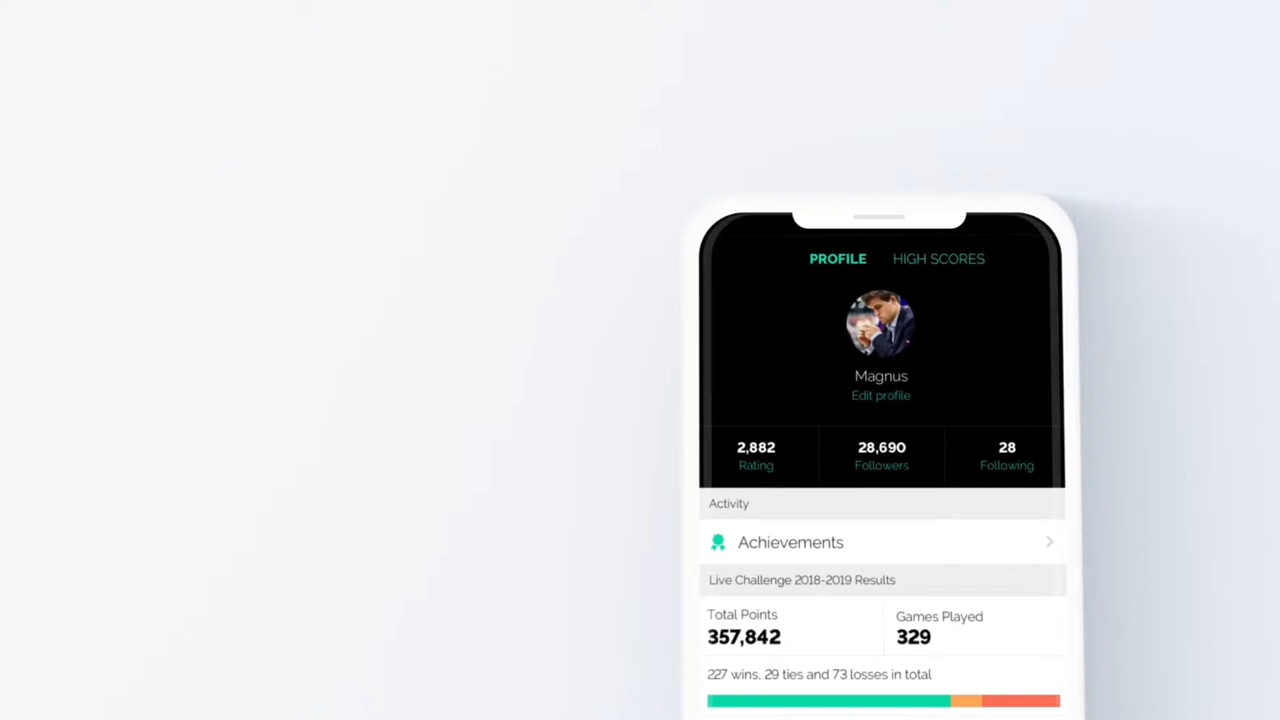 PROFILE HIGH SCORES
Magnus
Edit profile
2,882 28,690 28
Rating Followers Following
Activity
Achievements
Live Challenge 2018-2019 Results
Total Points Games Played
357,842 329
227 wins, 29 ties and 73 losses in total